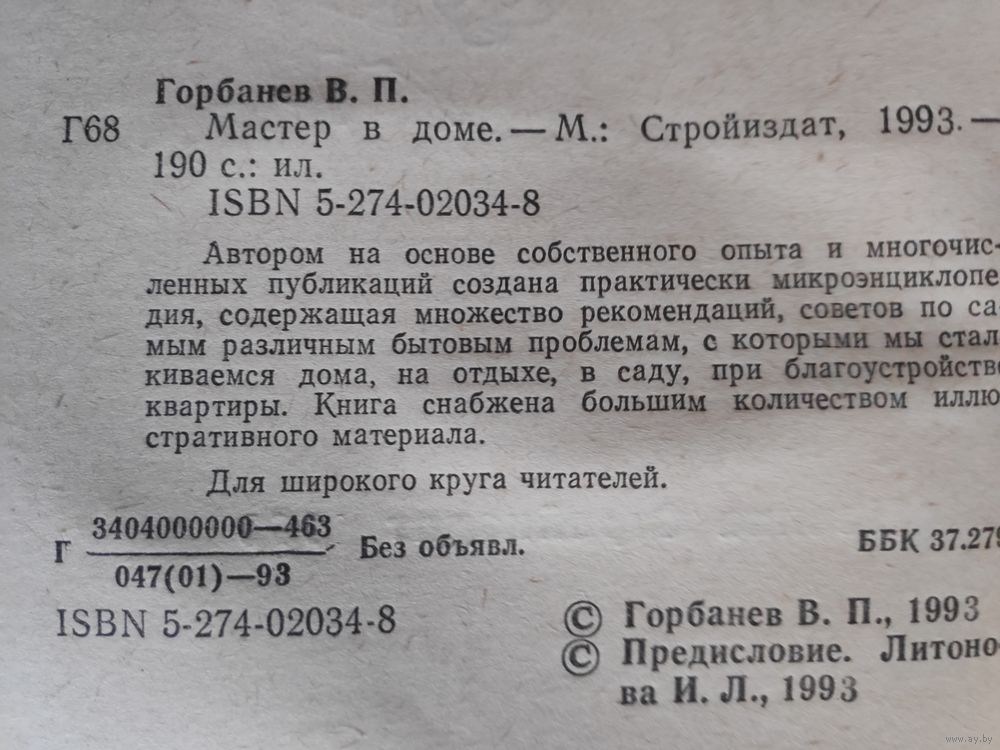 Горбанев В. П.
Г68 Мастер в доме. — М.: Стройиздат, 1993. —
190 с.: ил.
ISBN 5-274-02034-8
Автором на основе собственного опыта и многочис-
ленных публикаций создана практически микроэнциклопе
дия, содержащая множество рекомендаций, советов по са-
мым различным бытовым проблемам, с которыми мы стал
киваемся дома, на отдыхе, в саду, при благоустройстве
квартиры. Книга снабжена большим количеством иллю-
стративного материала.
Для широкого круга читателей.
Г 3404000000—463
047(01)—93
Без объявл.
ББК 37.279
ISBN 5-274-02034-8
© Горбанев В. П., 1993
© Предисловие. Литоно-
ва И. Л., 1993
www.ay.by